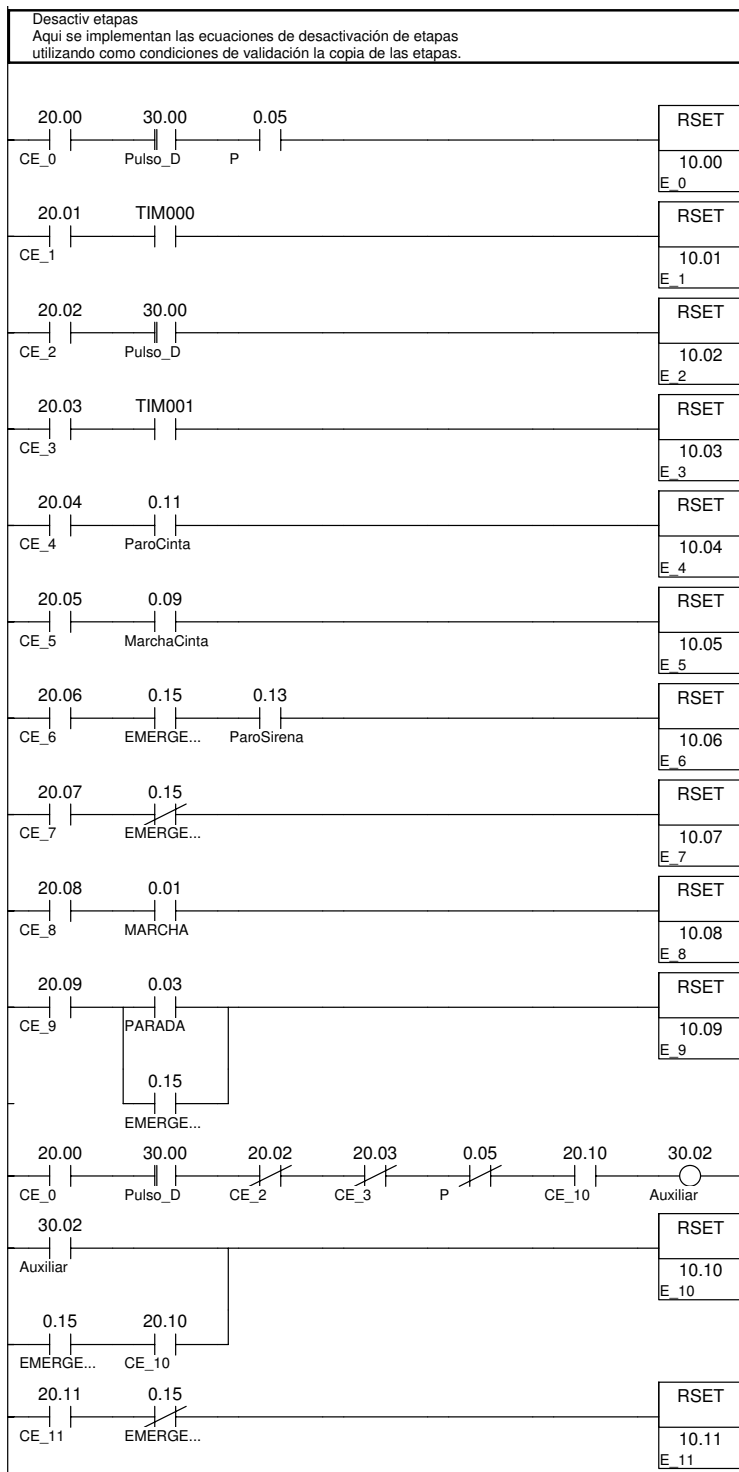 Desactiv etapas
Aqui se implementan las ecuaciones de desactivación de etapas
utilizando como condiciones de validación la copia de las etapas.
20.00 30.00 0.05 RSET
CE_0 Pulso_D P 10.00
E_0
20.01 TIM000 RSET
CE_1 10.01
E_1
20.02 30.00 RSET
CE_2 Pulso_D 10.02
E_2
20.03 TIM001 RSET
CE_3 10.03
E_3
20.04 0.11 RSET
CE_4 ParoCinta 10.04
E_4
20.05 0.09 RSET
CE_5 MarchaCinta 10.05
E_5
20.06 0.15 0.13 RSET
CE_6 EMERGE... ParoSirena 10.06
E_6
20.07 0.15 RSET
CE_7 EMERGE... 10.07
E_7
20.08 0.01 RSET
CE_8 MARCHA 10.08
E_8
20.09 0.03 RSET
CE_9 PARADA 10.09
E_9
0.15
EMERGE...
20.00 30.00 20.02 20.03 0.05 20.10 30.02
CE_0 Pulso_D CE_2 CE_3 P CE_10 Auxiliar
30.02 RSET
Auxiliar 10.10
E_10
0.15 20.10
EMERGE... CE_10
20.11 0.15 RSET
CE_11 EMERGE... 10.11
E_11